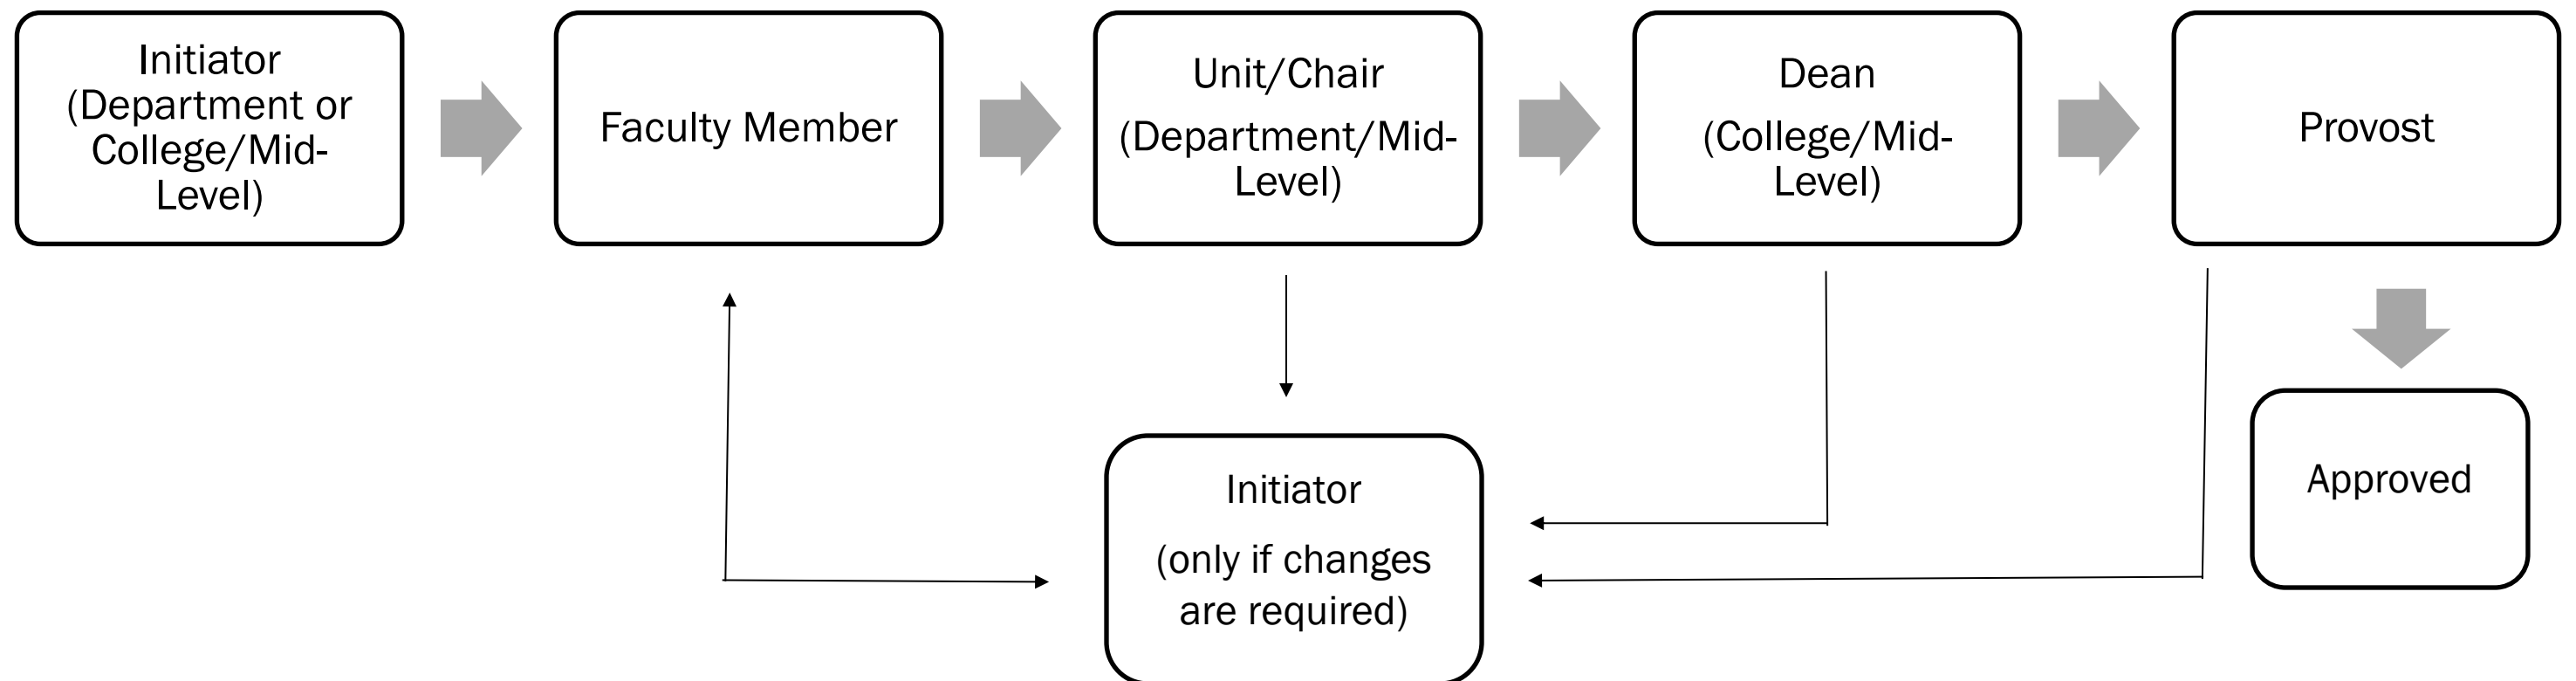 Initiator
(Department or
College/Mid-
Level)
Faculty Member
Unit/Chair
(Department/Mid-
Level)
Dean
(College/Mid-
Level)
Provost
Initiator
(only if changes
are required)
Approved